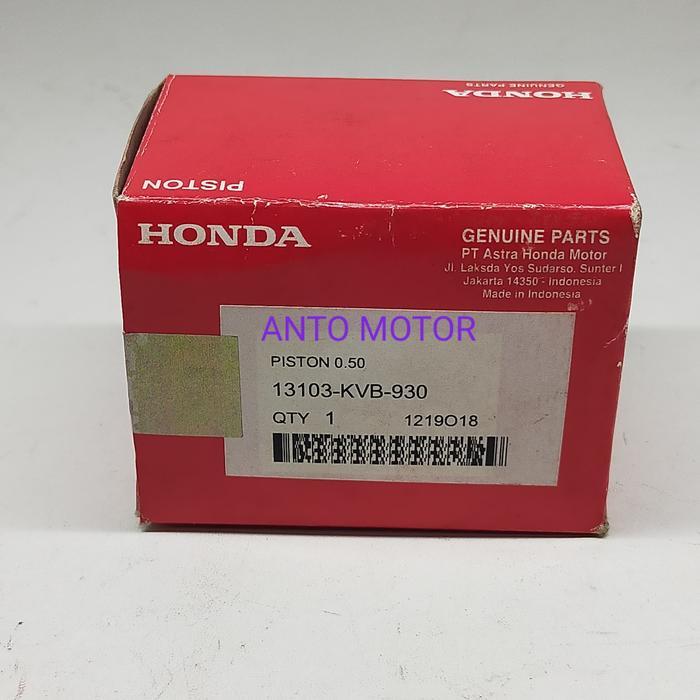 HONDA
GENUINE PARTS
PISTON
HONDA
GENUINE PARTS
PT Astra Honda Motor
Jl. Laksda Yos Sudarso. Sunter I
Jakarta 14350 - Indonesia
Made in Indonesia
ANTO MOTOR
PISTON 0.50
13103-KVB-930
QTY 1 1219O18